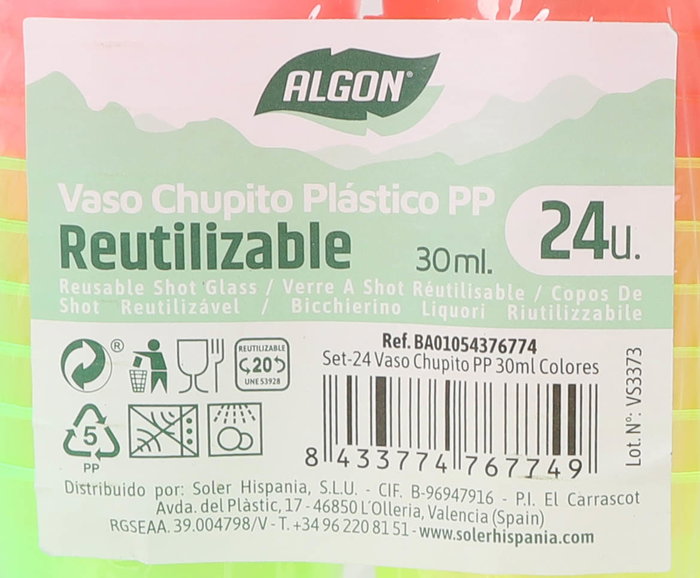 ALGON®
Vaso Chupito Plástico PP
Reutilizable 30ml. 24u.
Reusable Shot Glass / Verre A Shot Réutilisable / Copos De
Shot Reutilizável / Bicchierino Liquori Riutilizzabile
®
REUTILIZABLE
20
UNE 53928
5
PP
Ref. BA01054376774
Set-24 Vaso Chupito PP 30ml Colores
8 433774 767749
Lot. N°: VS3373
Distribuido por: Soler Hispania, S.L.U. - CIF. B-96947916 - P.I. El Carrascot
Avda. del Plàstic, 17 - 46850 L'Olleria, Valencia (Spain)
RGSEAA. 39.004798/V - T. +34 96 220 81 51 - www.solerhispania.com